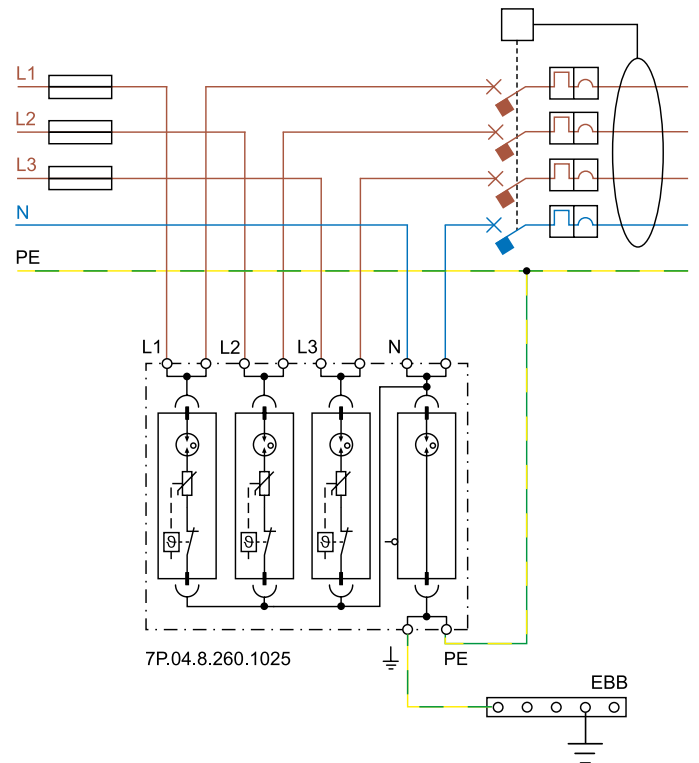 L1
L2
L3
N
PE
L1 L2 L3 N
ϑ ϑ ϑ
7P.04.8.260.1025 PE
EBB